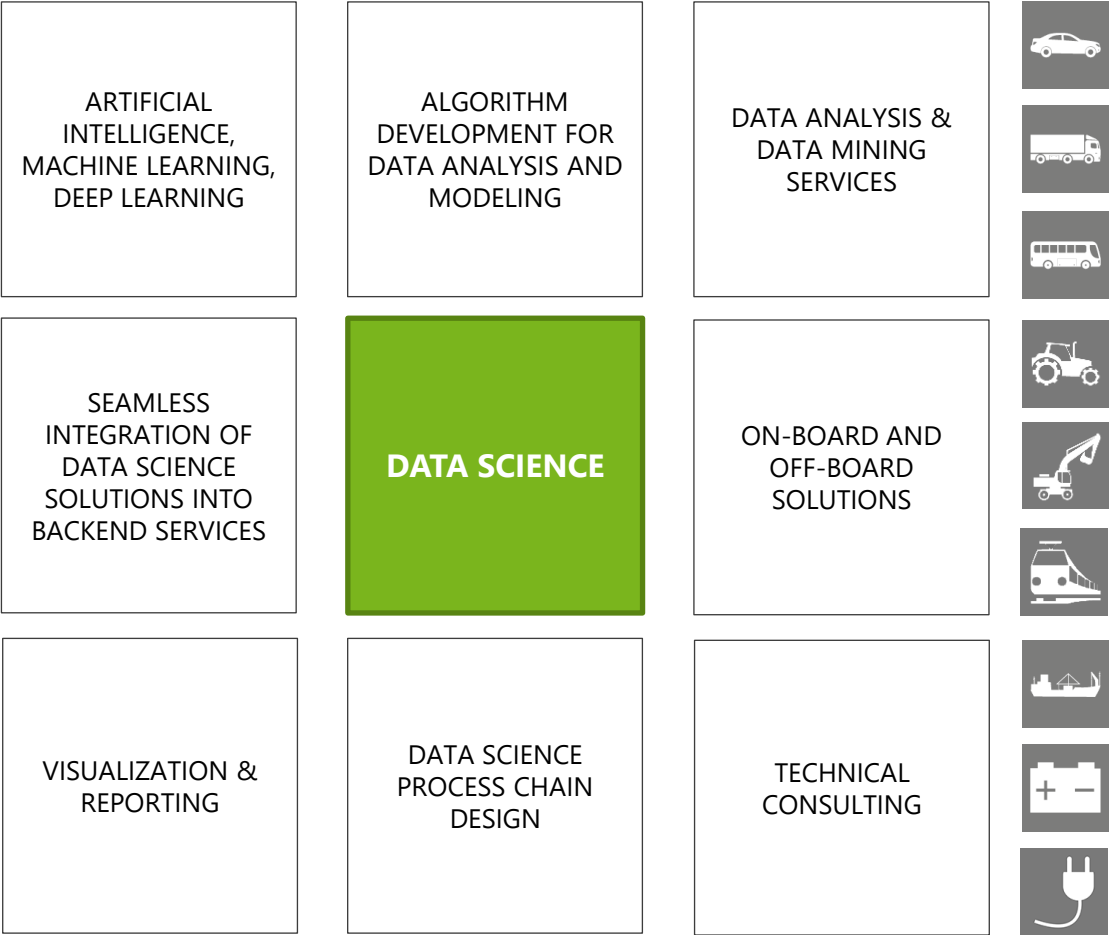 ARTIFICIAL
INTELLIGENCE,
MACHINE LEARNING,
DEEP LEARNING
ALGORITHM
DEVELOPMENT FOR
DATA ANALYSIS AND
MODELING
DATA ANALYSIS &
DATA MINING
SERVICES
SEAMLESS
INTEGRATION OF
DATA SCIENCE
SOLUTIONS INTO
BACKEND SERVICES
DATA SCIENCE
ON-BOARD AND
OFF-BOARD
SOLUTIONS
VISUALIZATION &
REPORTING
DATA SCIENCE
PROCESS CHAIN
DESIGN
TECHNICAL
CONSULTING